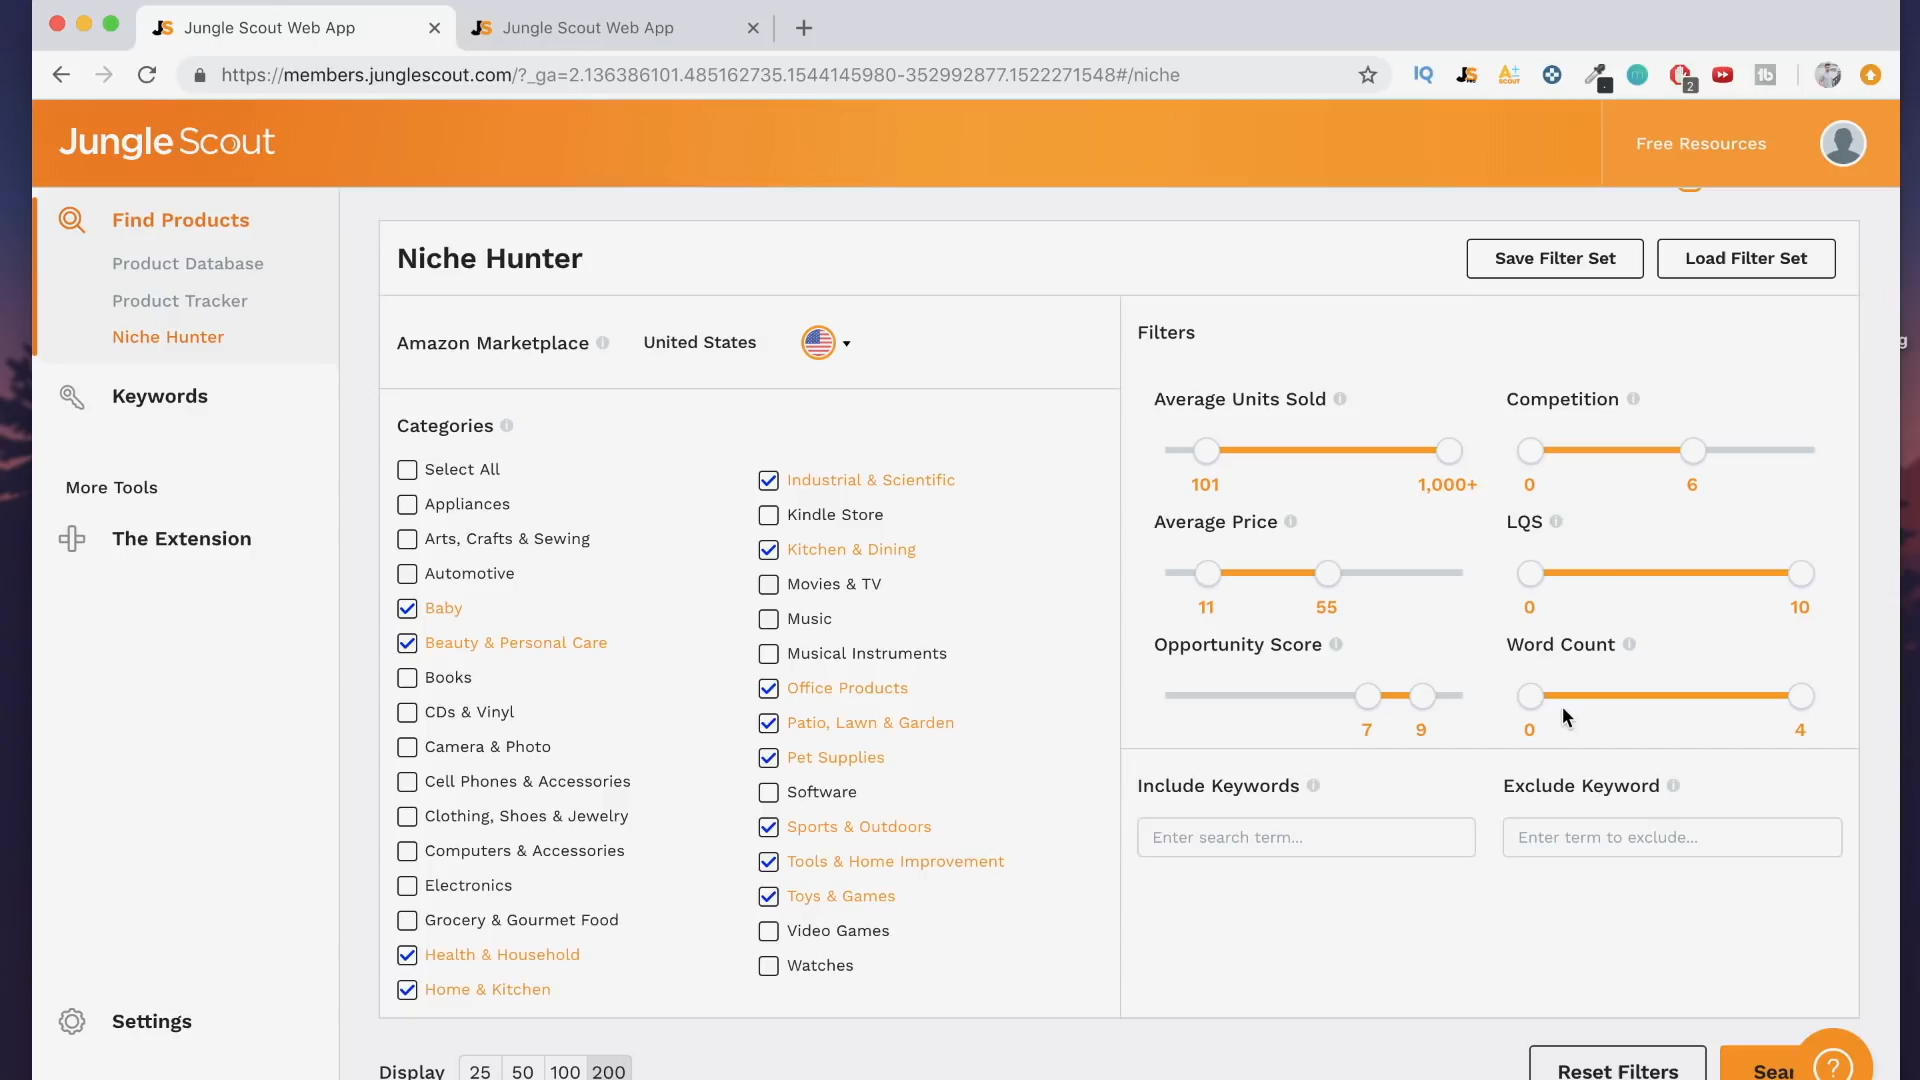 JS Jungle Scout Web App
JS Jungle Scout Web App
https://members.junglescout.com/?_ga=2.136386101.485162735.1544145980-352992877.1522271548#/niche
IQ
JS
A++
SCOUT
2
tb
Jungle Scout
Free Resources
Find Products
Product Database
Product Tracker
Niche Hunter
Keywords
More Tools
The Extension
Settings
Niche Hunter
Save Filter Set
Load Filter Set
Amazon Marketplace
United States
Categories
Select All
Appliances
Arts, Crafts & Sewing
Automotive
Baby
Beauty & Personal Care
Books
CDs & Vinyl
Camera & Photo
Cell Phones & Accessories
Clothing, Shoes & Jewelry
Computers & Accessories
Electronics
Grocery & Gourmet Food
Health & Household
Home & Kitchen
Industrial & Scientific
Kindle Store
Kitchen & Dining
Movies & TV
Music
Musical Instruments
Office Products
Patio, Lawn & Garden
Pet Supplies
Software
Sports & Outdoors
Tools & Home Improvement
Toys & Games
Video Games
Watches
Filters
Average Units Sold
101 1,000+
Competition
0 6
Average Price
11 55
LQS
0 10
Opportunity Score
7 9
Word Count
0 4
Include Keywords
Enter search term...
Exclude Keyword
Enter term to exclude...
Display 25 50 100 200
Reset Filters
Sear
?
g